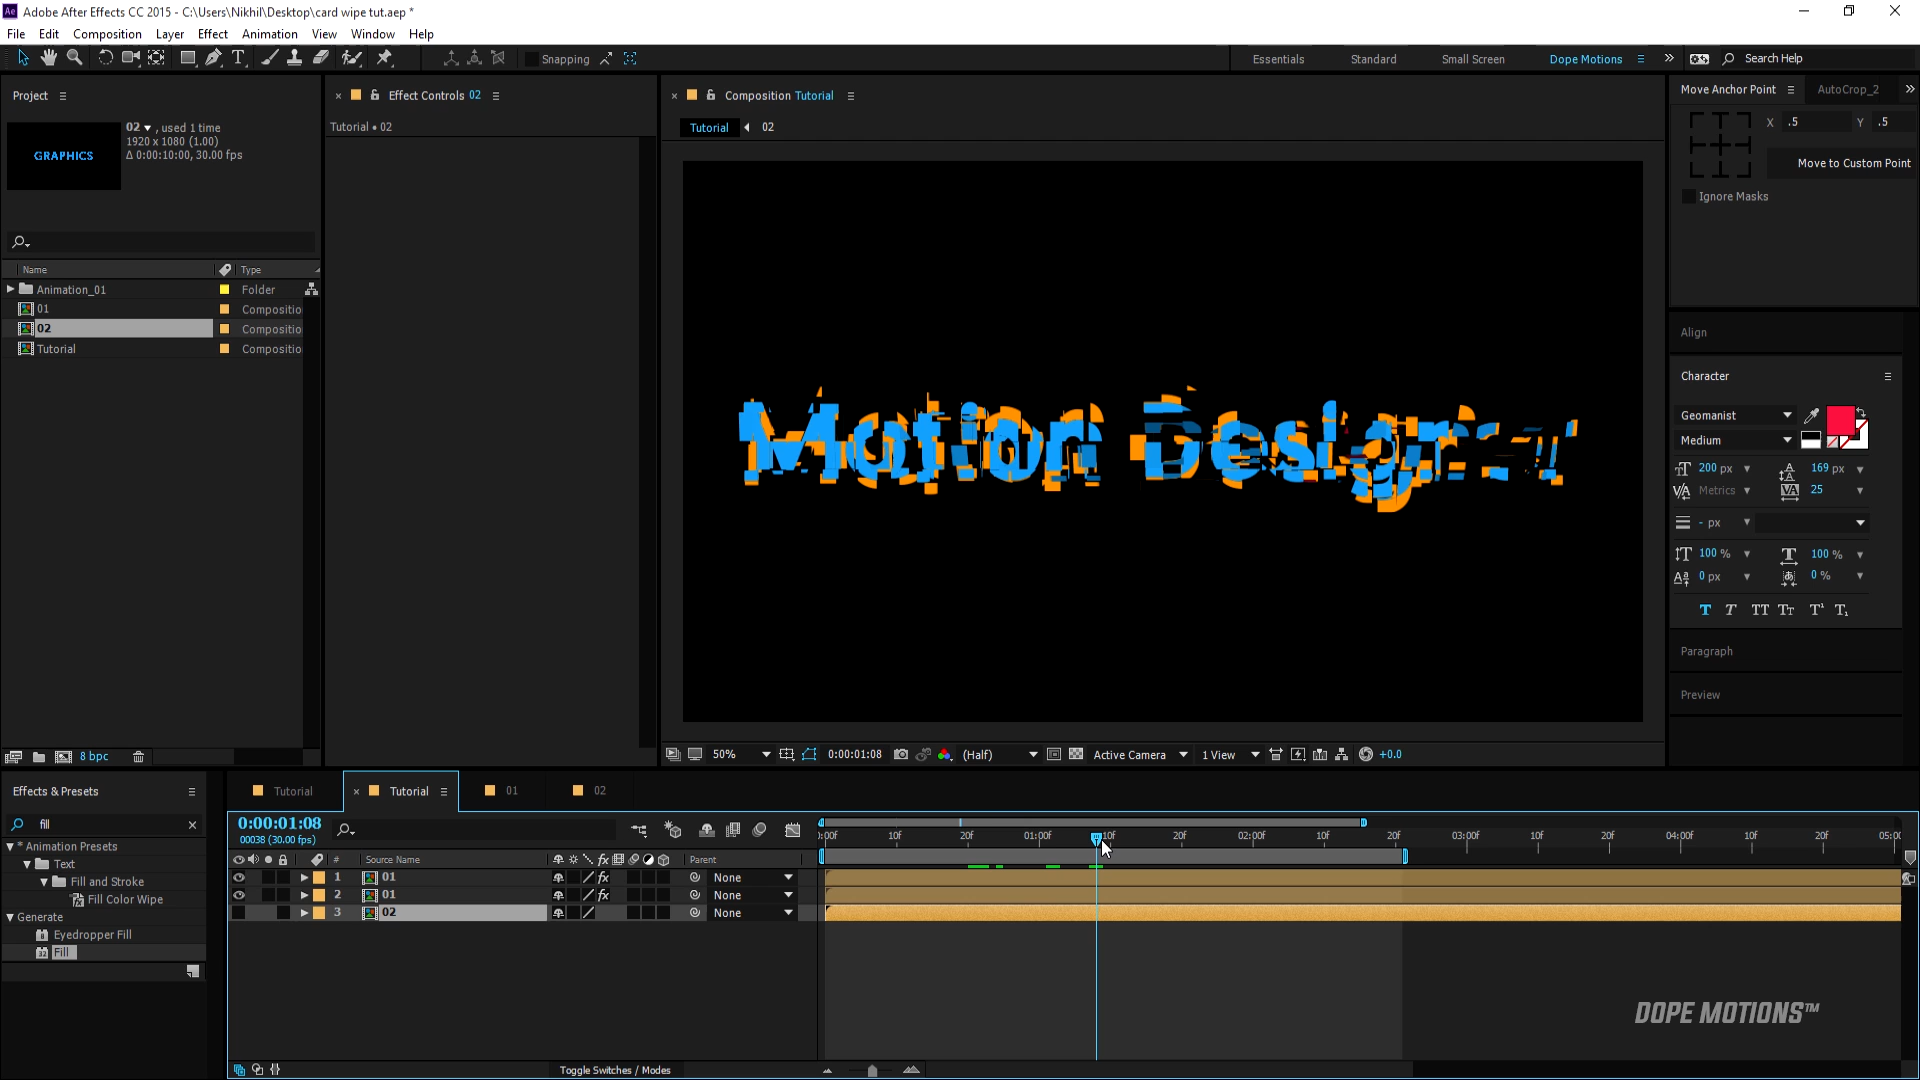 Ae Adobe After Effects CC 2015 - C:\Users\Nikhil\Desktop\card wipe tut.aep *
File Edit Composition Layer Effect Animation View Window Help
Snapping Essentials Standard Small Screen Dope Motions Search Help
Project
02 , used 1 time
1920 x 1080 (1.00)
Δ 0:00:10:00, 30.00 fps
GRAPHICS
Name Type
Animation_01 Folder
01 Compositio
02 Compositio
Tutorial Compositio
8 bpc
Effect Controls 02
Tutorial • 02
Composition Tutorial
Tutorial 02
Motion Designer
50% 0:00:01:08 (Half) Active Camera 1 View +0.0
Move Anchor Point AutoCrop_2
X .5 Y .5
Move to Custom Point
Ignore Masks
Align
Character
Geomanist
Medium
200 px 169 px
Metrics 25
- px
100 % 100 %
0 px 0 %
T T TT Tt T¹ T₁
Paragraph
Preview
Effects & Presets
fill
* Animation Presets
Text
Fill and Stroke
Fill Color Wipe
Generate
Eyedropper Fill
32 Fill
Tutorial Tutorial 01 02
0:00:01:08
00038 (30.00 fps)
# Source Name Parent
1 01 fx None
2 01 fx None
3 02 None
):00f 10f 20f 01:00f 10f 20f 02:00f 10f 20f 03:00f 10f 20f 04:00f 10f 20f 05:0(
DOPE MOTIONS™
Toggle Switches / Modes